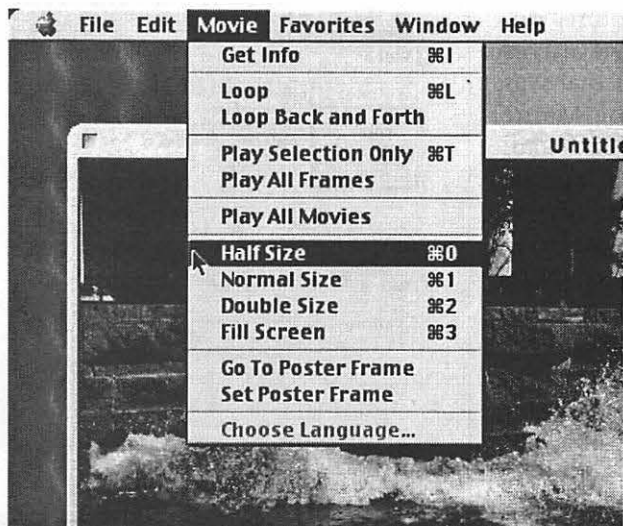 File Edit Movie Favorites Window Help
Get Info ⌘I
Loop ⌘L
Loop Back and Forth
Untitle
Play Selection Only ⌘T
Play All Frames
Play All Movies
Half Size ⌘0
Normal Size ⌘1
Double Size ⌘2
Fill Screen ⌘3
Go To Poster Frame
Set Poster Frame
Choose Language...